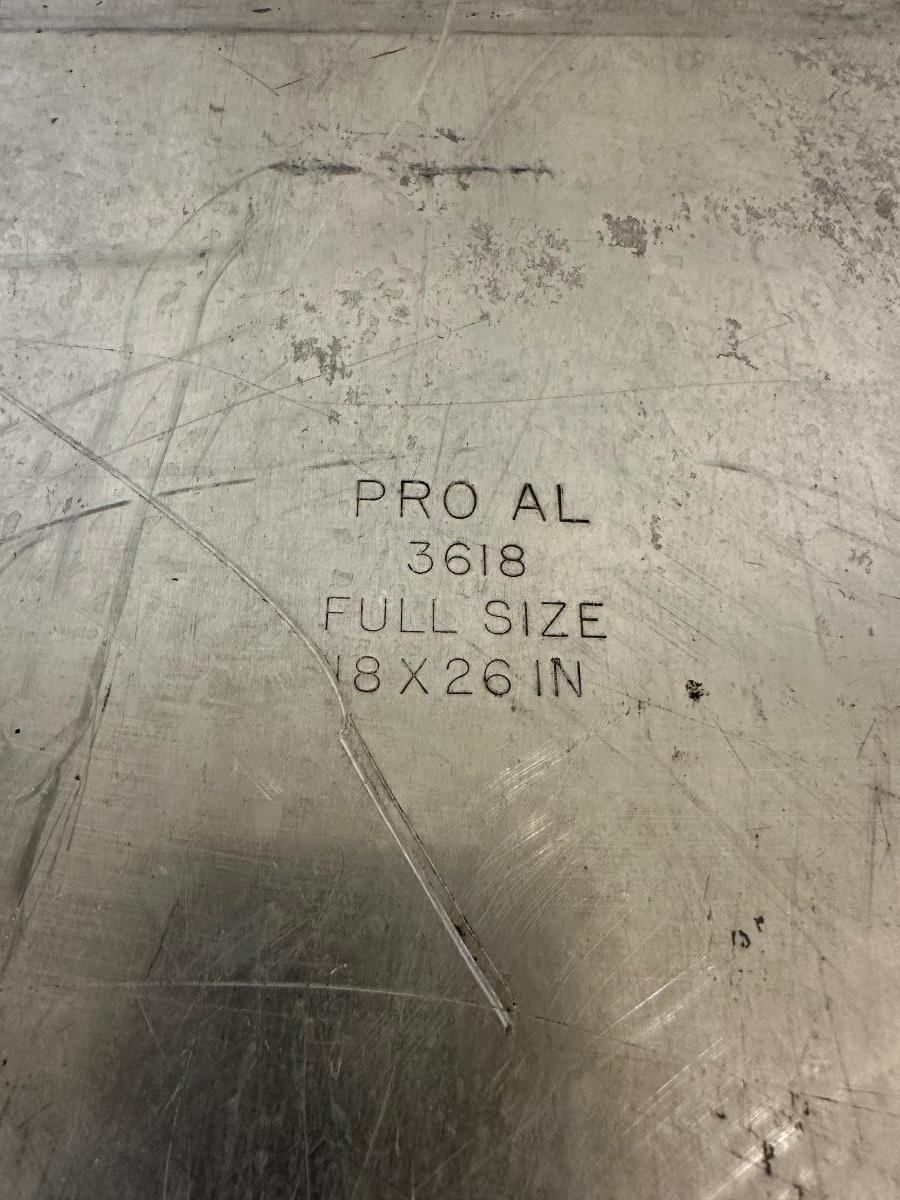 PRO AL
3618
FULL SIZE
18 X 26 IN